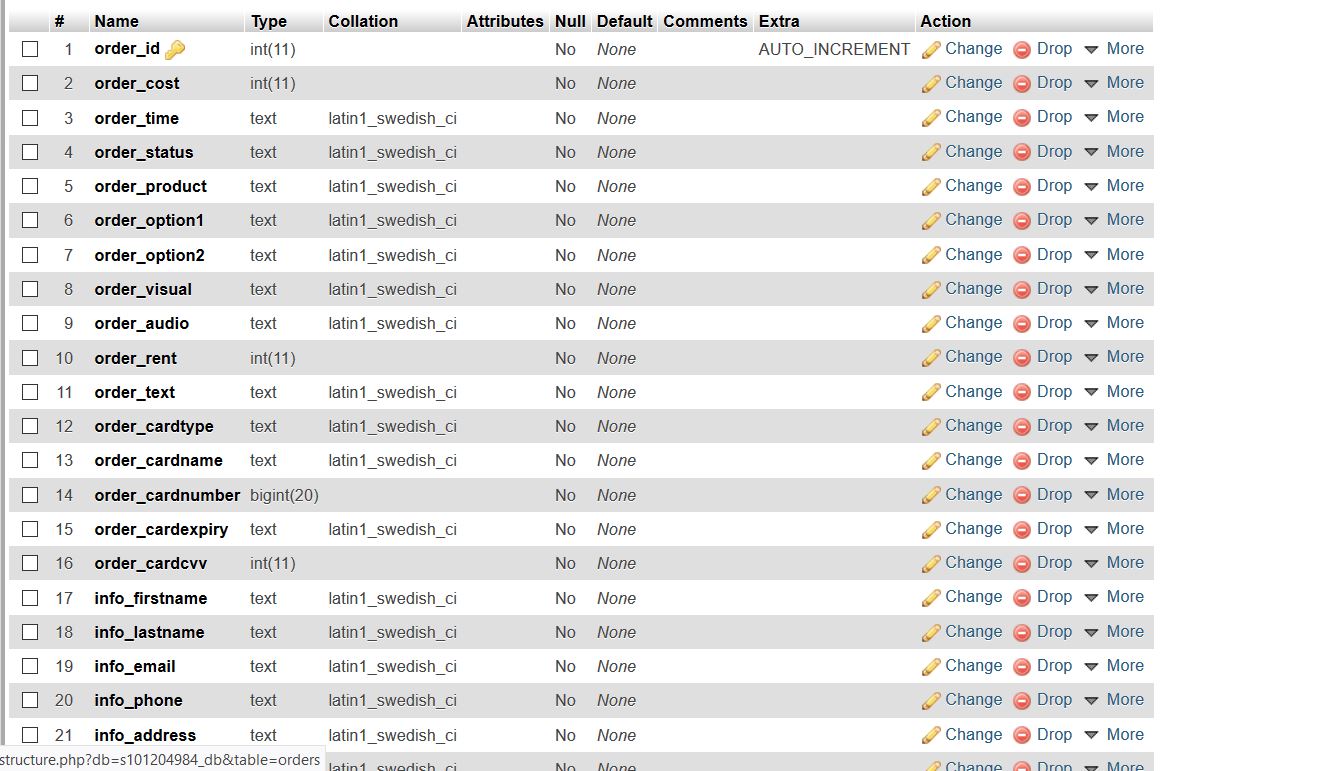 # Name Type Collation Attributes Null Default Comments Extra Action
1 order_id int(11) No None AUTO_INCREMENT Change Drop More
2 order_cost int(11) No None Change Drop More
3 order_time text latin1_swedish_ci No None Change Drop More
4 order_status text latin1_swedish_ci No None Change Drop More
5 order_product text latin1_swedish_ci No None Change Drop More
6 order_option1 text latin1_swedish_ci No None Change Drop More
7 order_option2 text latin1_swedish_ci No None Change Drop More
8 order_visual text latin1_swedish_ci No None Change Drop More
9 order_audio text latin1_swedish_ci No None Change Drop More
10 order_rent int(11) No None Change Drop More
11 order_text text latin1_swedish_ci No None Change Drop More
12 order_cardtype text latin1_swedish_ci No None Change Drop More
13 order_cardname text latin1_swedish_ci No None Change Drop More
14 order_cardnumber bigint(20) No None Change Drop More
15 order_cardexpiry text latin1_swedish_ci No None Change Drop More
16 order_cardcvv int(11) No None Change Drop More
17 info_firstname text latin1_swedish_ci No None Change Drop More
18 info_lastname text latin1_swedish_ci No None Change Drop More
19 info_email text latin1_swedish_ci No None Change Drop More
20 info_phone text latin1_swedish_ci No None Change Drop More
21 info_address text latin1_swedish_ci No None Change Drop More
structure.php?db=s101204984_db&table=orders latin1_swedish_ci No None Change Drop More